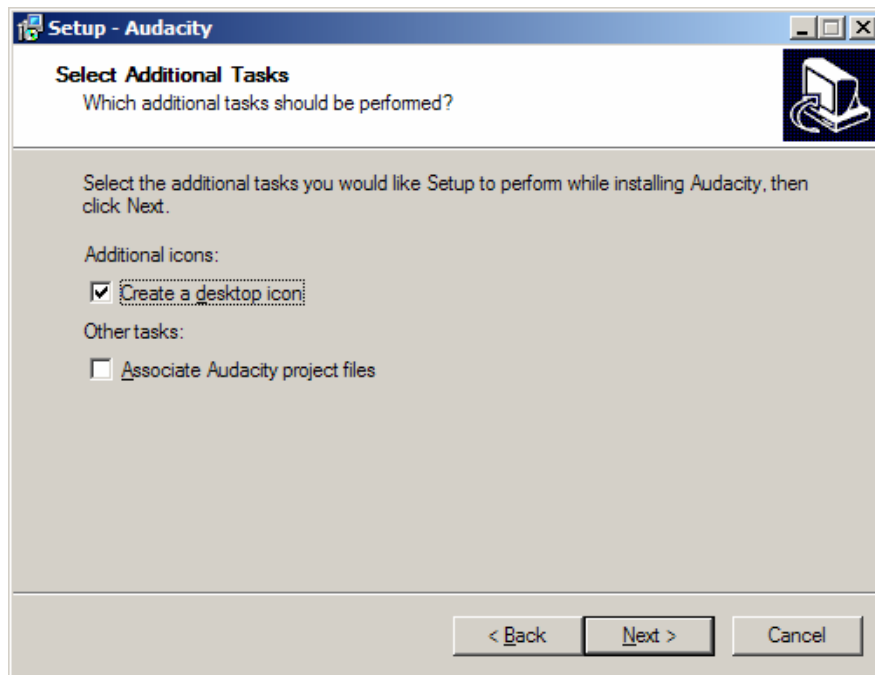 Setup - Audacity
Select Additional Tasks
Which additional tasks should be performed?
Select the additional tasks you would like Setup to perform while installing Audacity, then
click Next.
Additional icons:
Create a desktop icon
Other tasks:
Associate Audacity project files
< Back
Next >
Cancel